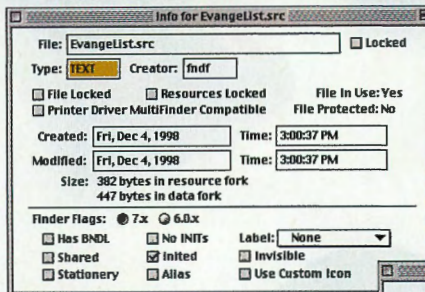 Info for EvangeList.src
File: EvangeList.src Locked
Type: TEXT Creator: fndf
File Locked Resources Locked File In Use: Yes
Printer Driver MultiFinder Compatible File Protected: No
Created: Fri, Dec 4, 1998 Time: 3:00:37 PM
Modified: Fri, Dec 4, 1998 Time: 3:00:37 PM
Size: 382 bytes in resource fork
447 bytes in data fork
Finder Flags: 7.x 6.0.x
Has BNDL No INITs Label: None
Shared Inited Invisible
Stationery Alias Use Custom Icon